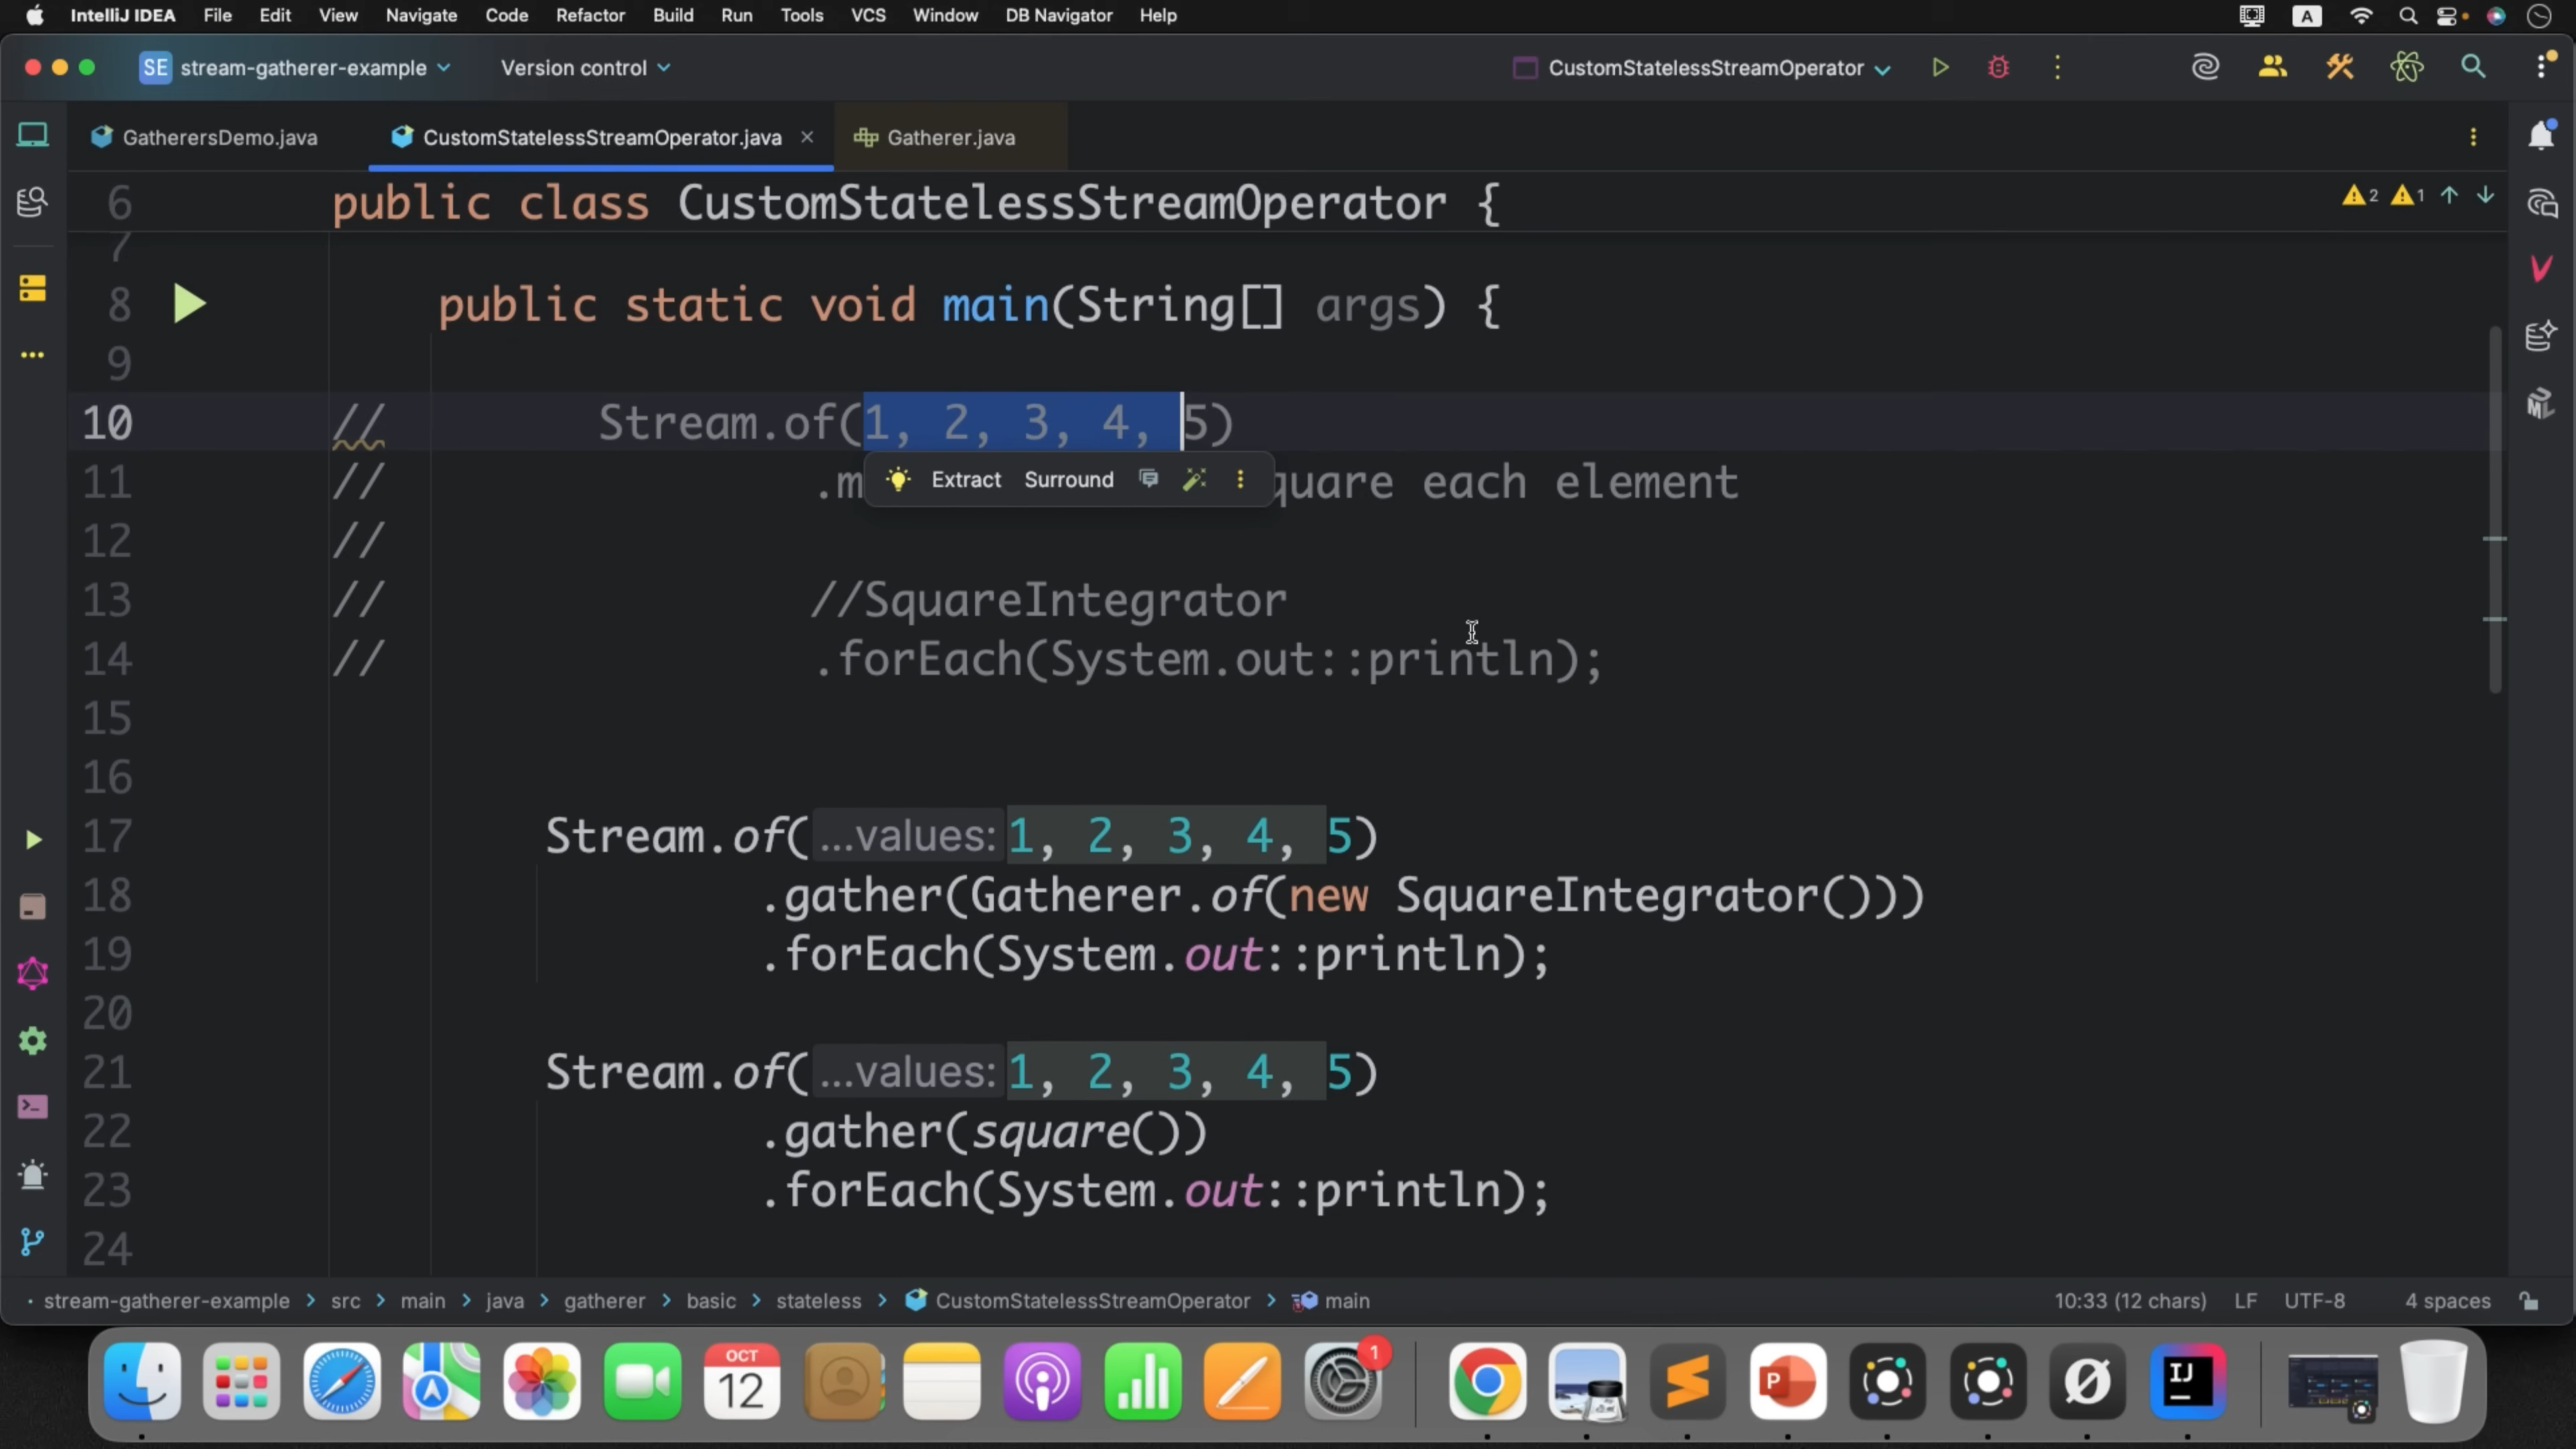 IntelliJ IDEA File Edit View Navigate Code Refactor Build Run Tools VCS Window DB Navigator Help A
SE stream-gatherer-example Version control CustomStatelessStreamOperator
GatherersDemo.java CustomStatelessStreamOperator.java Gatherer.java
6 public class CustomStatelessStreamOperator { 2 1
7
8 public static void main(String[] args) {
9
10 // Stream.of(1, 2, 3, 4, 5)
11 // .m quare each element
Extract Surround
12 //
13 // //SquareIntegrator
14 // .forEach(System.out::println);
15
16
17 Stream.of(...values: 1, 2, 3, 4, 5)
18 .gather(Gatherer.of(new SquareIntegrator()))
19 .forEach(System.out::println);
20
21 Stream.of(...values: 1, 2, 3, 4, 5)
22 .gather(square())
23 .forEach(System.out::println);
24
stream-gatherer-example > src > main > java > gatherer > basic > stateless > CustomStatelessStreamOperator > main 10:33 (12 chars) LF UTF-8 4 spaces
OCT
12
1
P
IJ